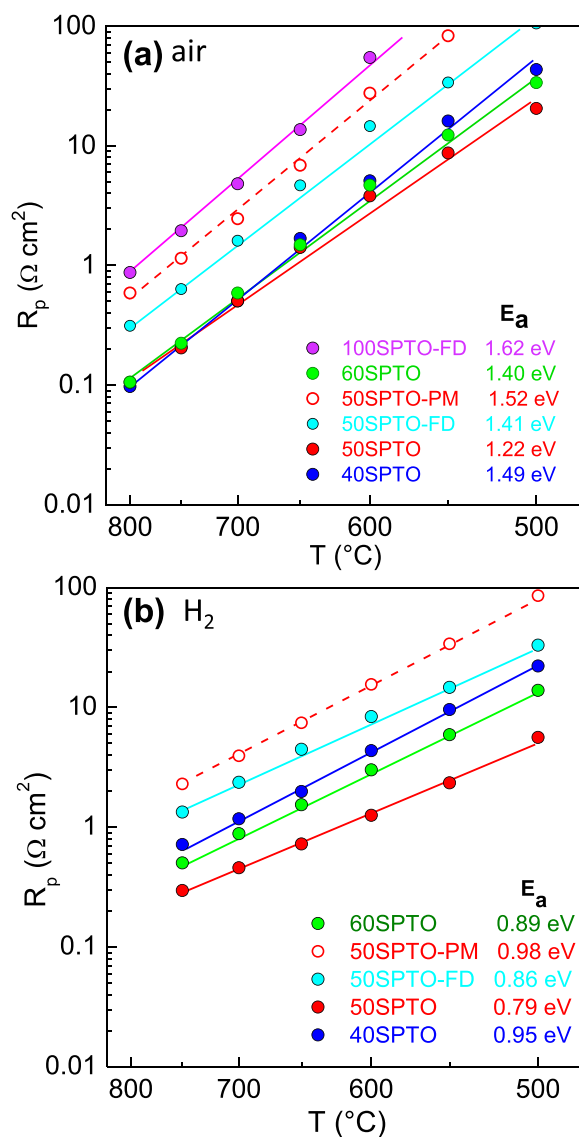 (a) air
100
10
1
0.1
0.01
Rp (Ω cm²)
Ea
100SPTO-FD 1.62 eV
60SPTO 1.40 eV
50SPTO-PM 1.52 eV
50SPTO-FD 1.41 eV
50SPTO 1.22 eV
40SPTO 1.49 eV
800 700 600 500
T (°C)
(b) H₂
100
10
1
0.1
0.01
Rp (Ω cm²)
Ea
60SPTO 0.89 eV
50SPTO-PM 0.98 eV
50SPTO-FD 0.86 eV
50SPTO 0.79 eV
40SPTO 0.95 eV
800 700 600 500
T (°C)